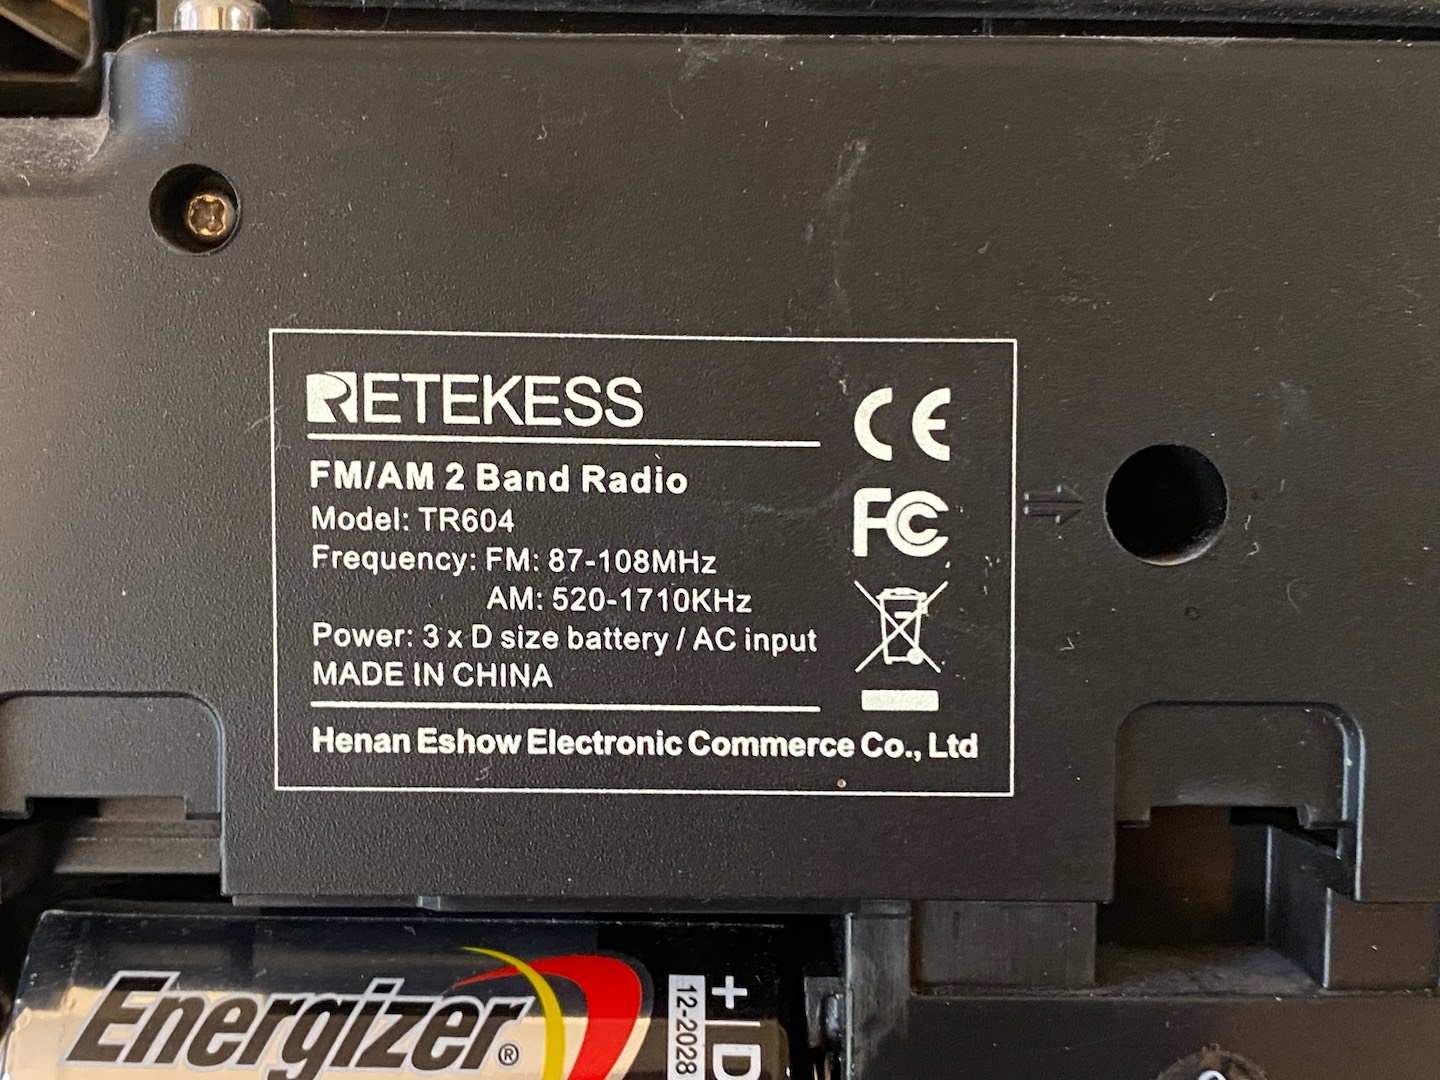 RETEKESS
FM/AM 2 Band Radio
Model: TR604
Frequency: FM: 87-108MHz
AM: 520-1710KHz
Power: 3 x D size battery / AC input
MADE IN CHINA
Henan Eshow Electronic Commerce Co., Ltd
CE
FC
Energizer®
+
12-2028
D